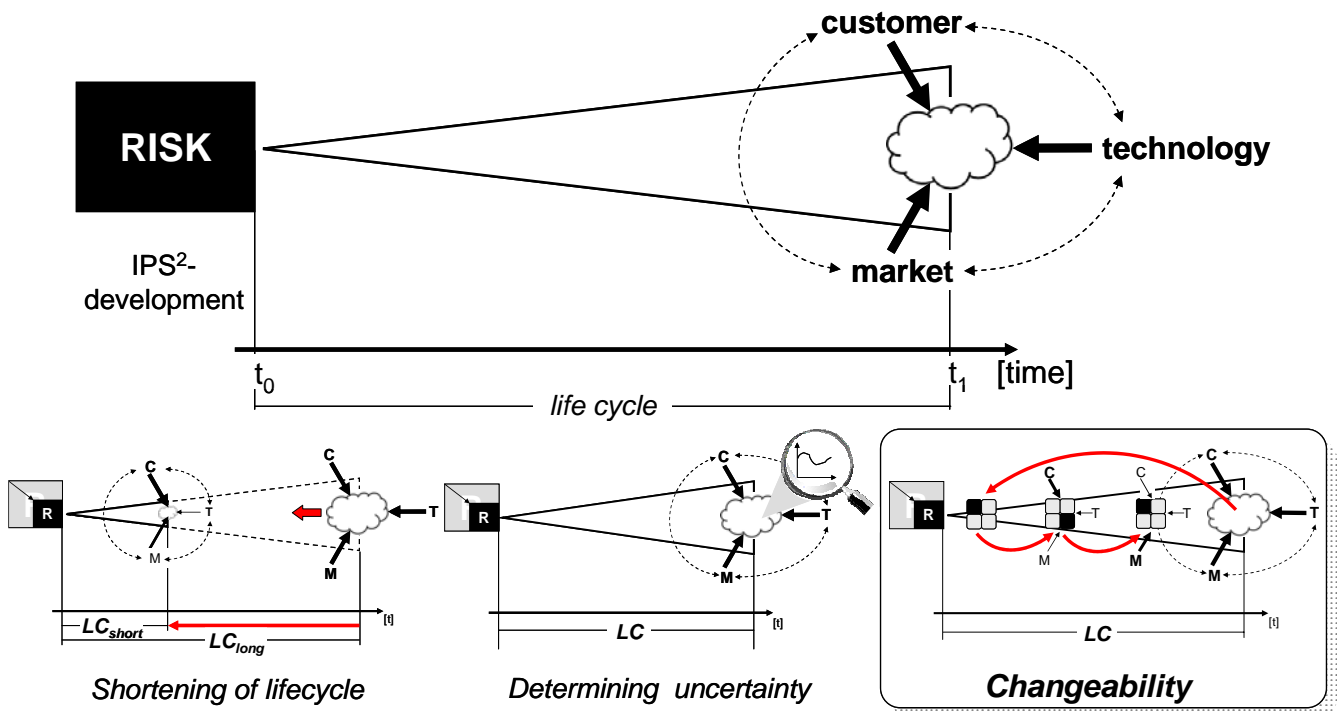 customer
RISK
technology
IPS²-
development
market
t₀
t₁
[time]
life cycle
C
R
T
M
C
T
M
[t]
LCshort
LClong
Shortening of lifecycle
C
R
T
M
[t]
LC
Determining uncertainty
C
C
C
R
T
T
T
M
M
M
[t]
LC
Changeability